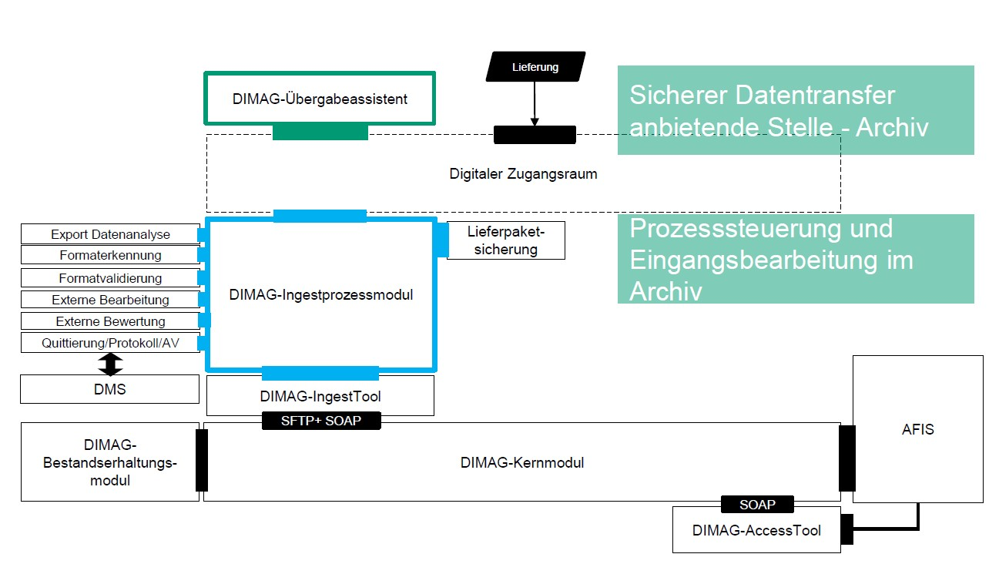 Lieferung
DIMAG-Übergabeassistent
Sicherer Datentransfer
anbietende Stelle - Archiv
Digitaler Zugangsraum
Export Datenanalyse
Formaterkennung
Formatvalidierung
Externe Bearbeitung
Externe Bewertung
Quittierung/Protokoll/AV
DMS
DIMAG-Ingestprozessmodul
Lieferpaket-
sicherung
Prozesssteuerung und
Eingangsbearbeitung im
Archiv
DIMAG-IngestTool
SFTP+ SOAP
DIMAG-
Bestandserhaltungs-
modul
DIMAG-Kernmodul
AFIS
SOAP
DIMAG-AccessTool